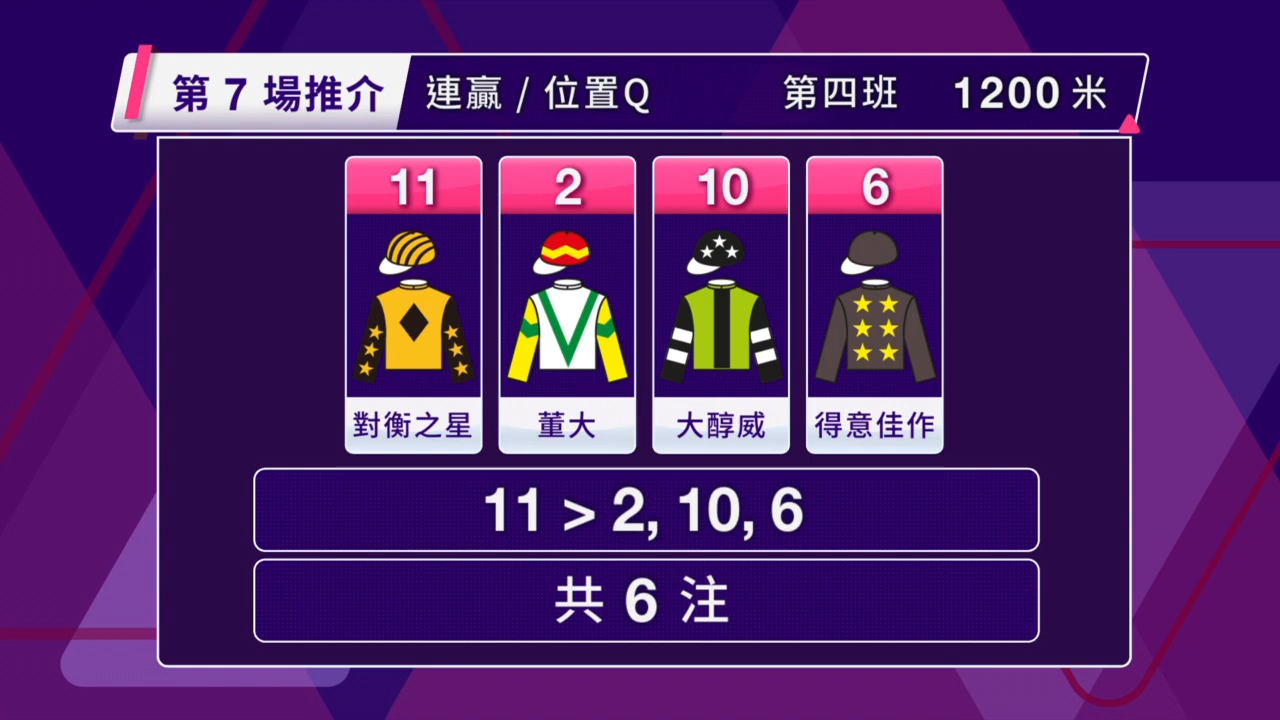 第 7 場推介 連贏 / 位置Q 第四班 1200 米
11 2 10 6
對衡之星 董大 大醇威 得意佳作
11 > 2, 10, 6
共 6 注